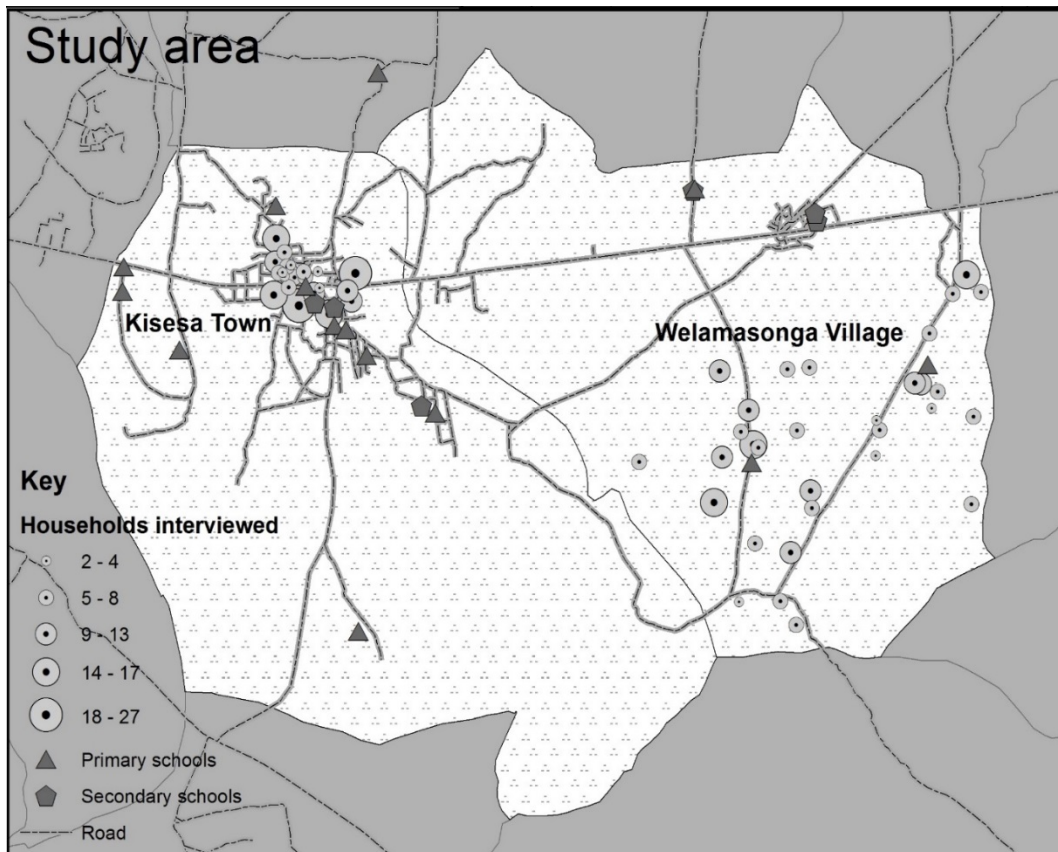 Study area
Kisesa Town
Welamasonga Village
Key
Households interviewed
2 - 4
5 - 8
9 - 13
14 - 17
18 - 27
Primary schools
Secondary schools
Road